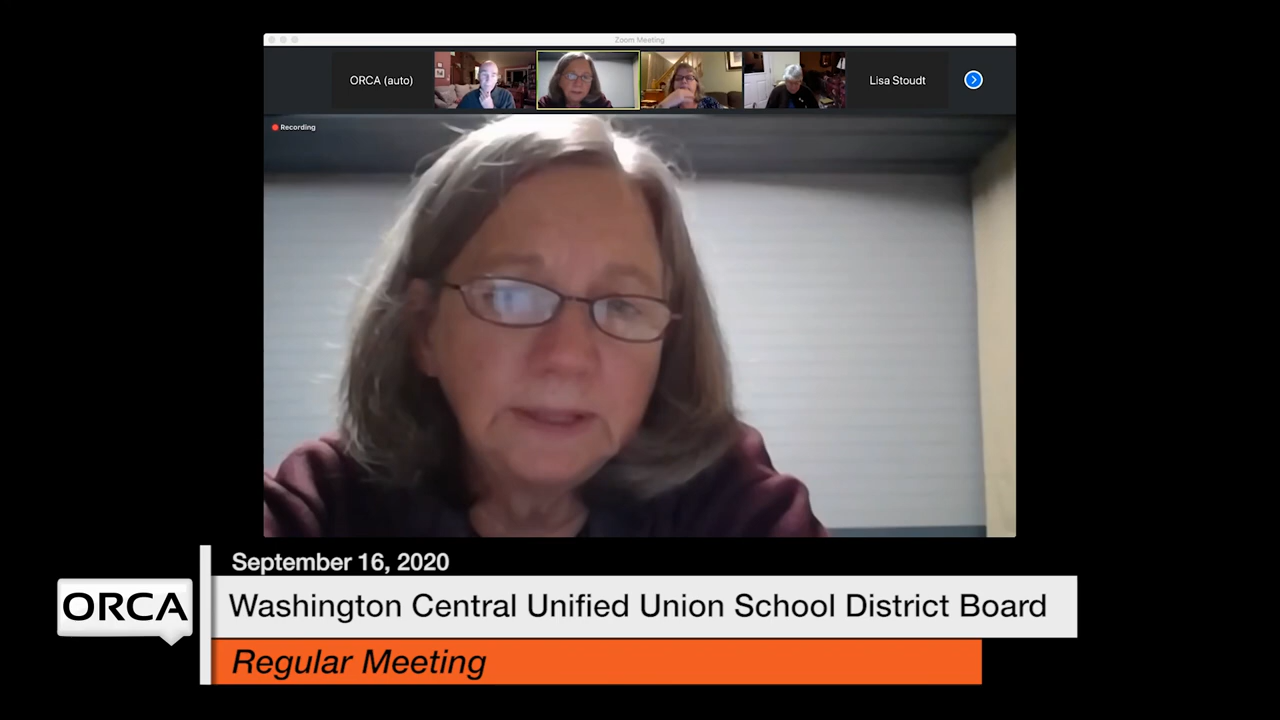 Zoom Meeting
ORCA (auto)
Lisa Stoudt
Recording
September 16, 2020
ORCA
Washington Central Unified Union School District Board
Regular Meeting